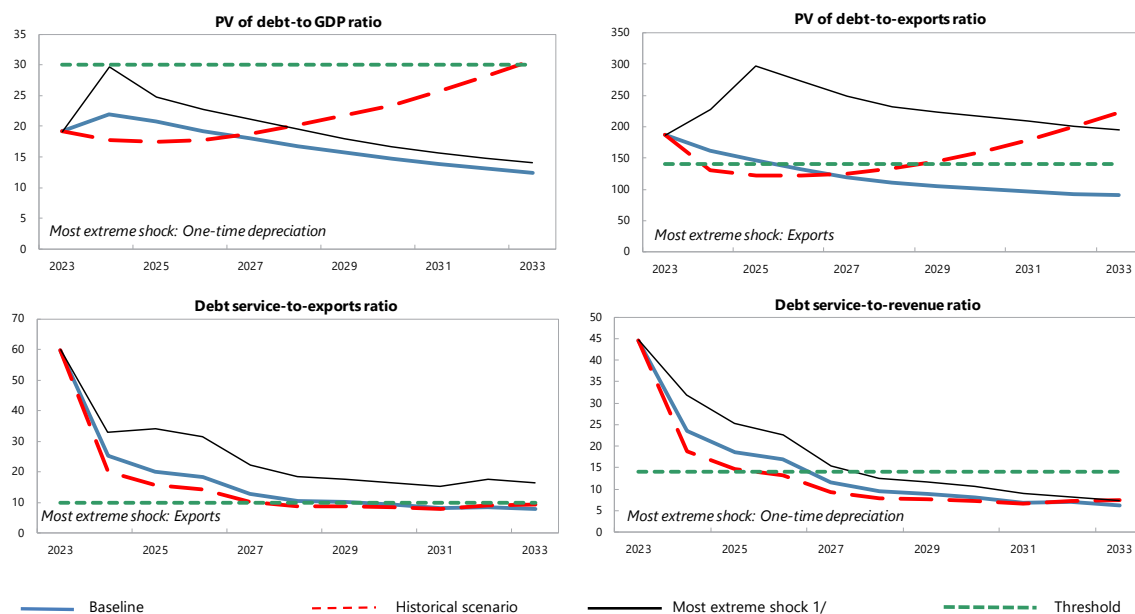 PV of debt-to GDP ratio
35
30
25
20
15
10
5
0
Most extreme shock: One-time depreciation
2023 2025 2027 2029 2031 2033
PV of debt-to-exports ratio
350
300
250
200
150
100
50
0
Most extreme shock: Exports
2023 2025 2027 2029 2031 2033
Debt service-to-exports ratio
70
60
50
40
30
20
10
0
Most extreme shock: Exports
2023 2025 2027 2029 2031 2033
Debt service-to-revenue ratio
50
45
40
35
30
25
20
15
10
5
0
Most extreme shock: One-time depreciation
2023 2025 2027 2029 2031 2033
Baseline Historical scenario Most extreme shock 1/ Threshold